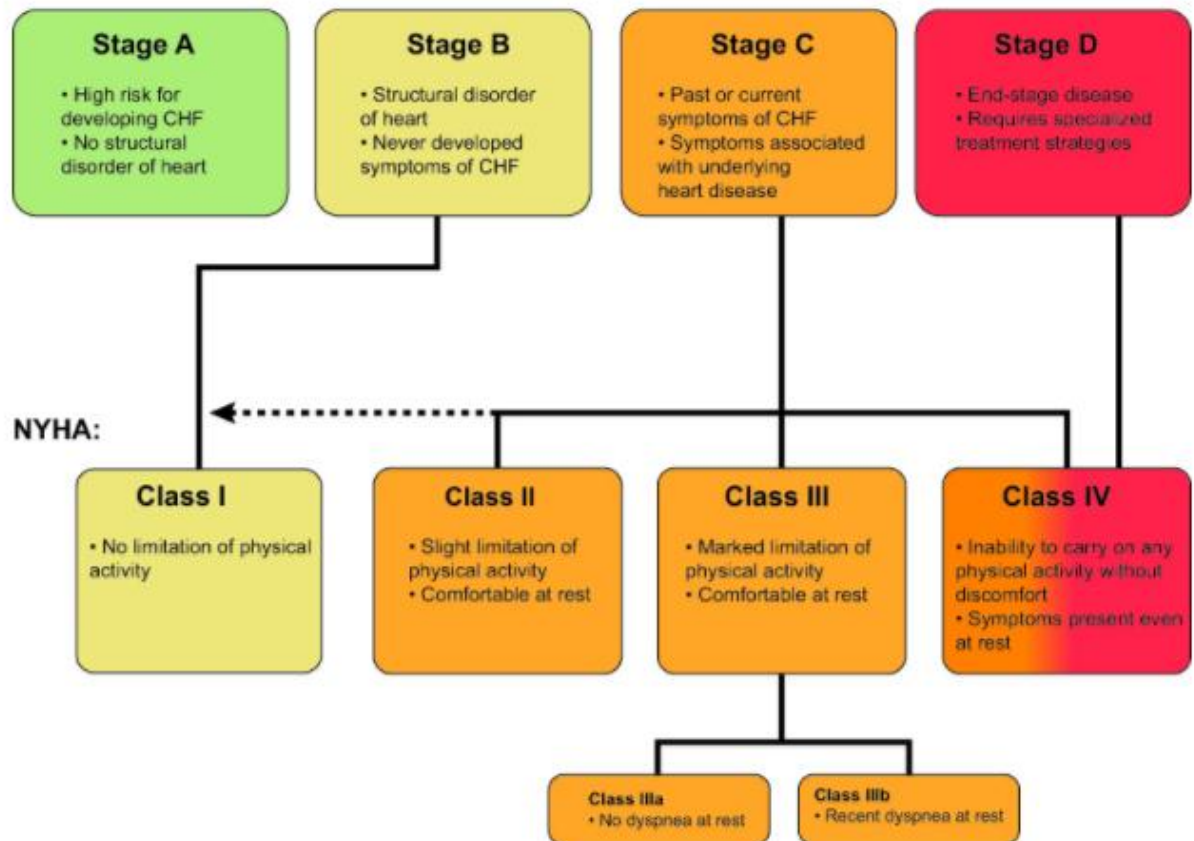 Stage A
• High risk for
developing CHF
• No structural
disorder of heart
Stage B
• Structural disorder
of heart
• Never developed
symptoms of CHF
Stage C
• Past or current
symptoms of CHF
• Symptoms associated
with underlying
heart disease
Stage D
• End-stage disease
• Requires specialized
treatment strategies
NYHA:
Class I
• No limitation of physical
activity
Class II
• Slight limitation of
physical activity
• Comfortable at rest
Class III
• Marked limitation of
physical activity
• Comfortable at rest
Class IV
• Inability to carry on any
physical activity without
discomfort
• Symptoms present even
at rest
Class IIIa
• No dyspnea at rest
Class IIIb
• Recent dyspnea at rest